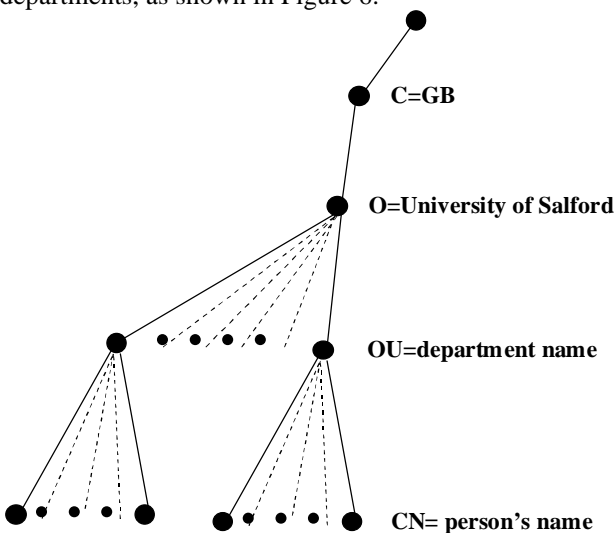 departments, as shown in Figure 6.
C=GB
O=University of Salford
OU=department name
CN= person's name